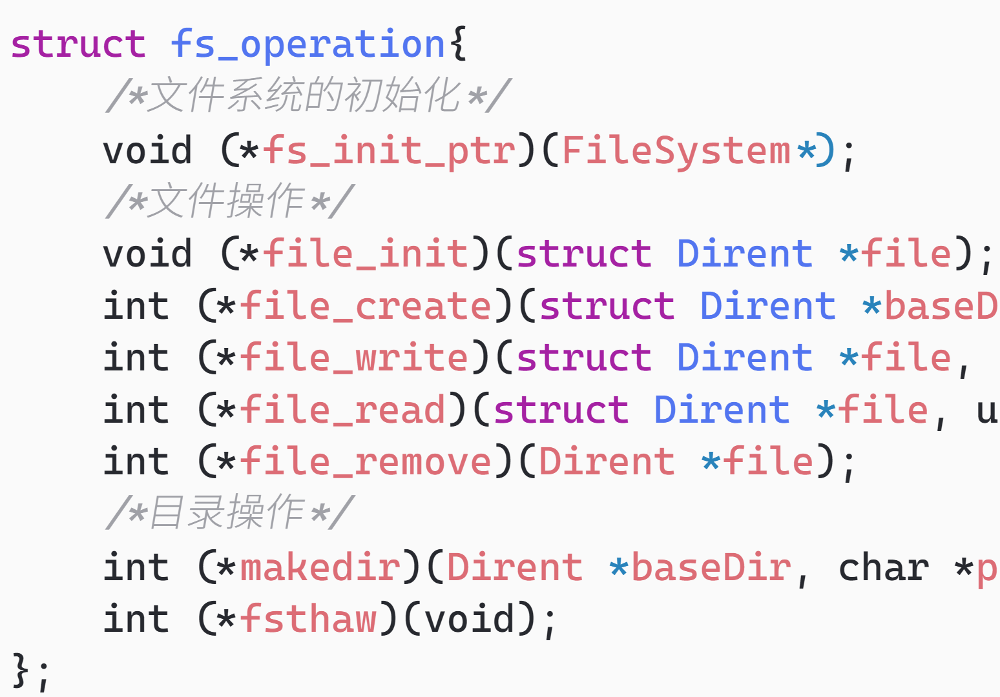 struct fs_operation{
/*文件系统的初始化*/
void (*fs_init_ptr)(FileSystem*);
/*文件操作*/
void (*file_init)(struct Dirent *file);
int (*file_create)(struct Dirent *baseD
int (*file_write)(struct Dirent *file,
int (*file_read)(struct Dirent *file, u
int (*file_remove)(Dirent *file);
/*目录操作*/
int (*makedir)(Dirent *baseDir, char *p
int (*fsthaw)(void);
};